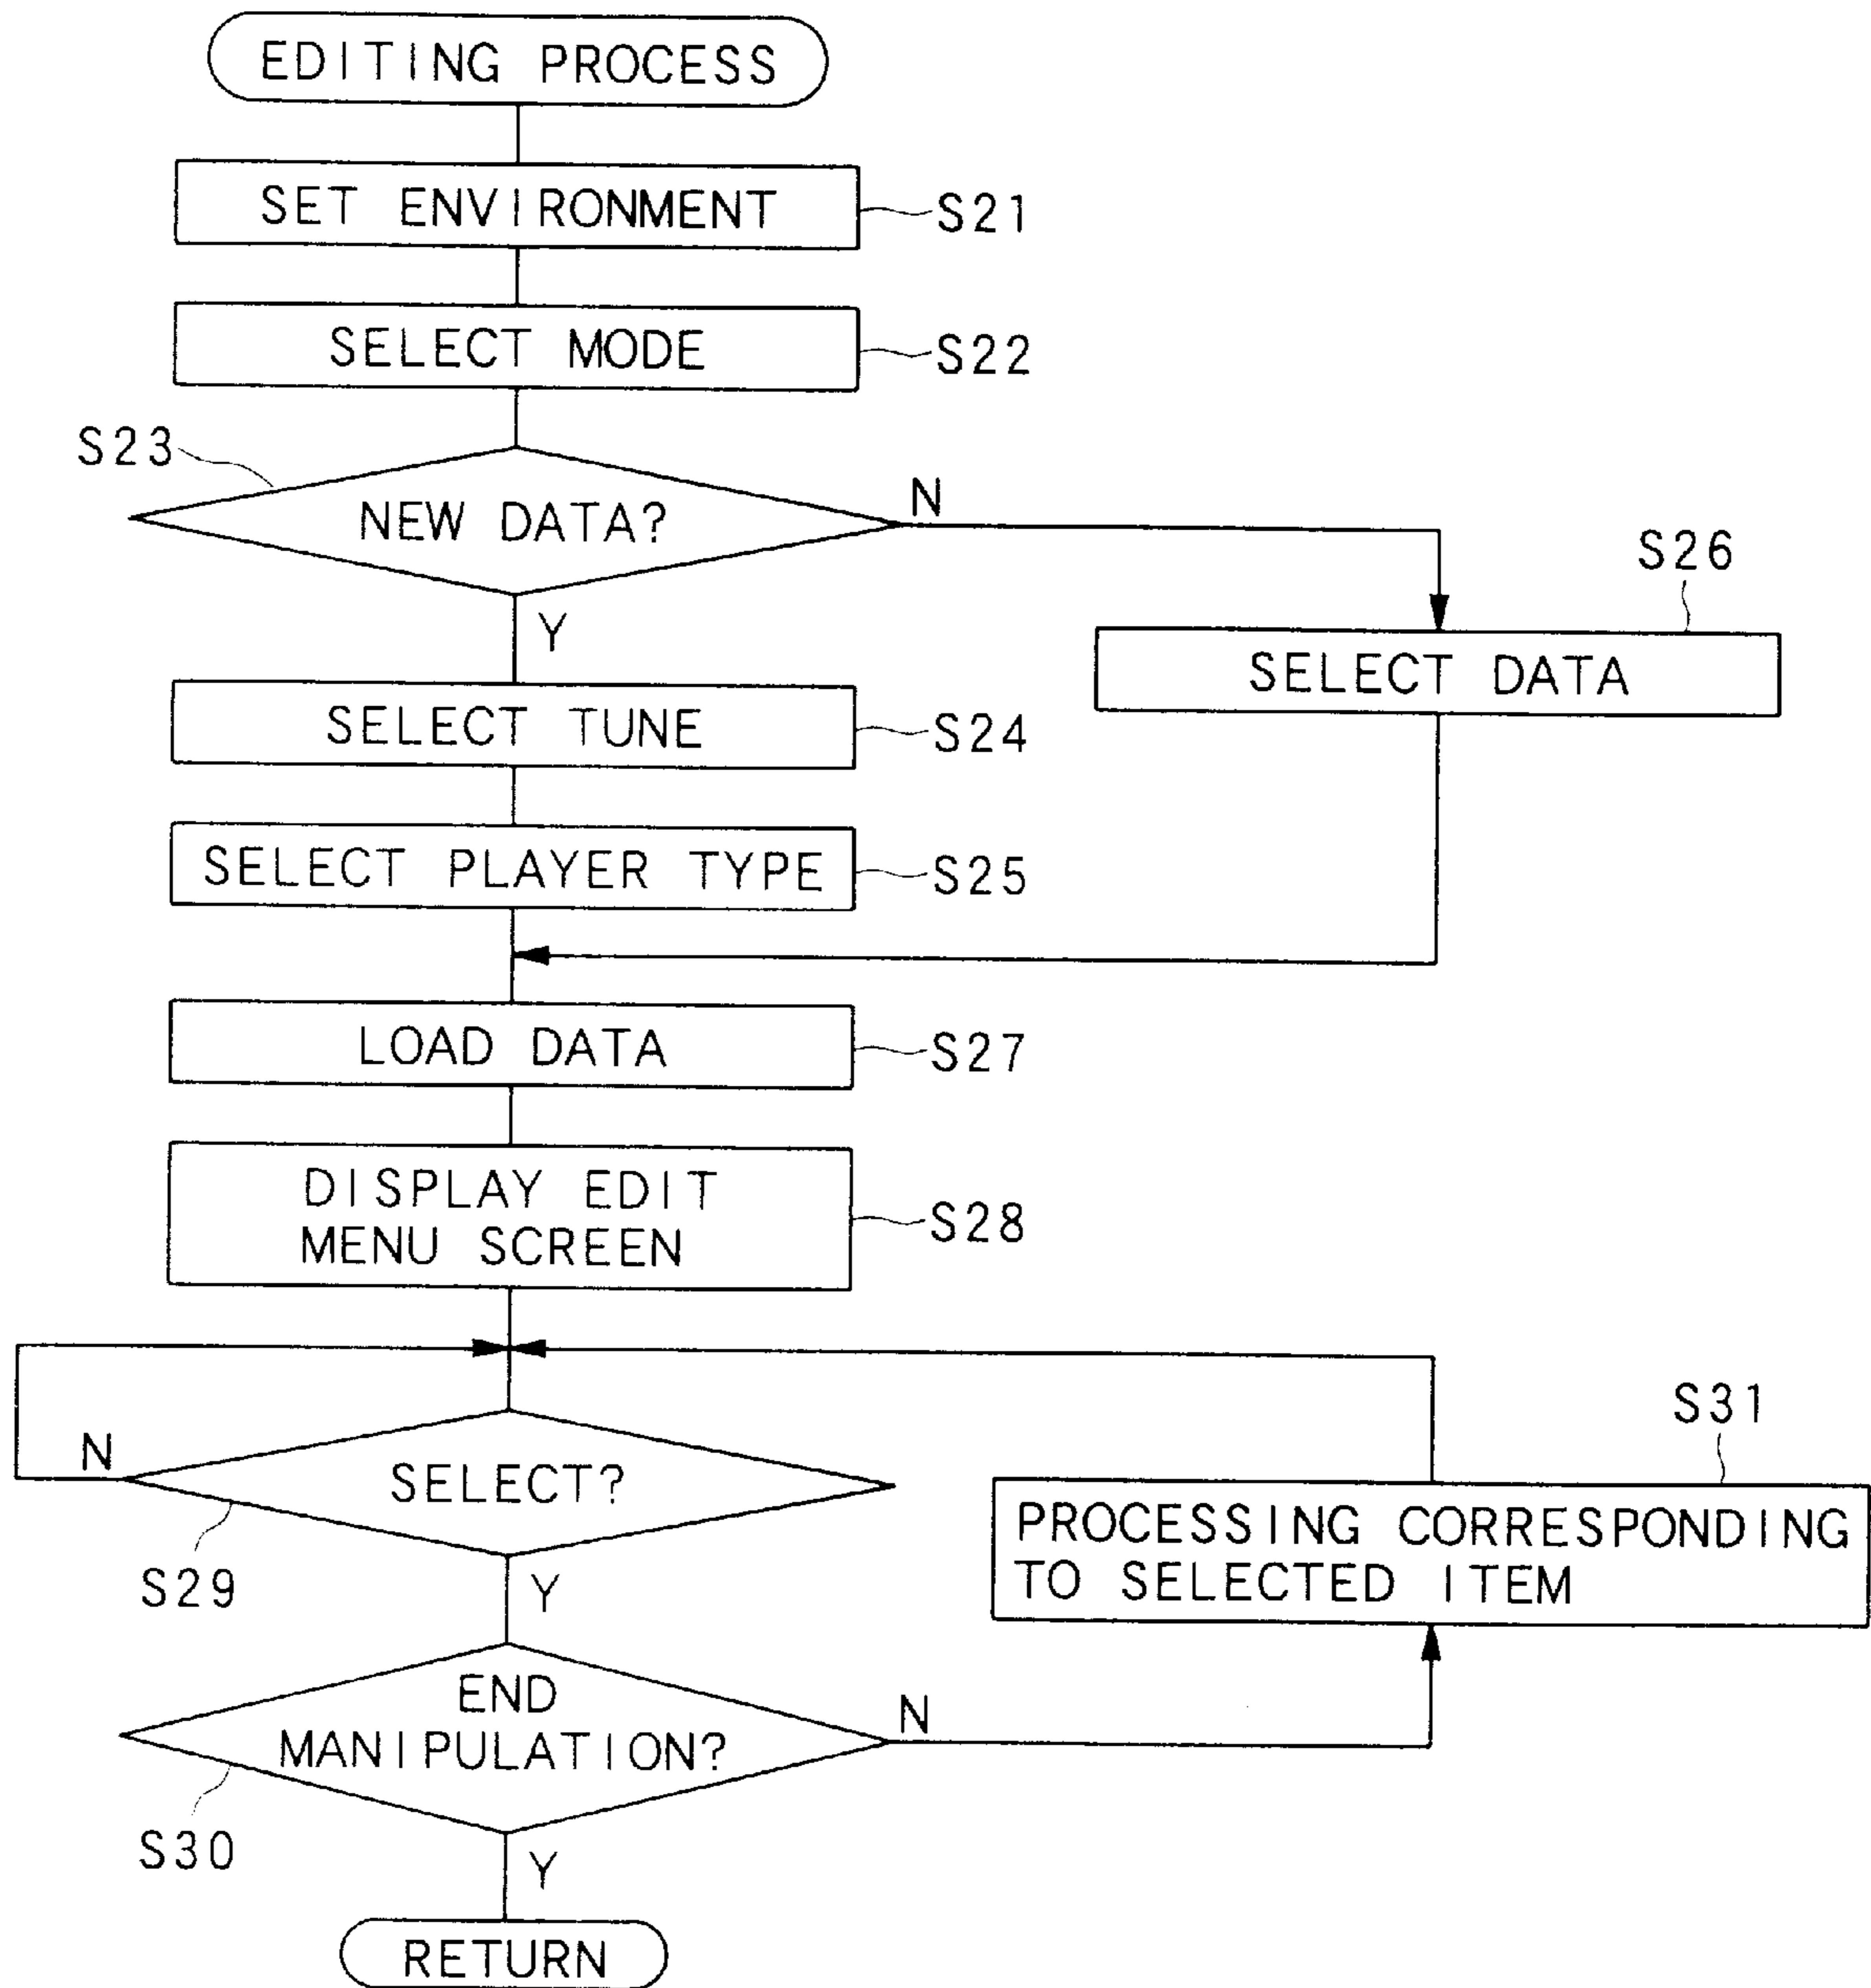 EDITING PROCESS
SET ENVIRONMENT
S21
SELECT MODE
S22
S23
NEW DATA?
N
Y
S26
SELECT DATA
SELECT TUNE
S24
SELECT PLAYER TYPE
S25
LOAD DATA
S27
DISPLAY EDIT
MENU SCREEN
S28
N
SELECT?
S29
Y
S31
PROCESSING CORRESPONDING
TO SELECTED ITEM
END
MANIPULATION?
N
S30
Y
RETURN